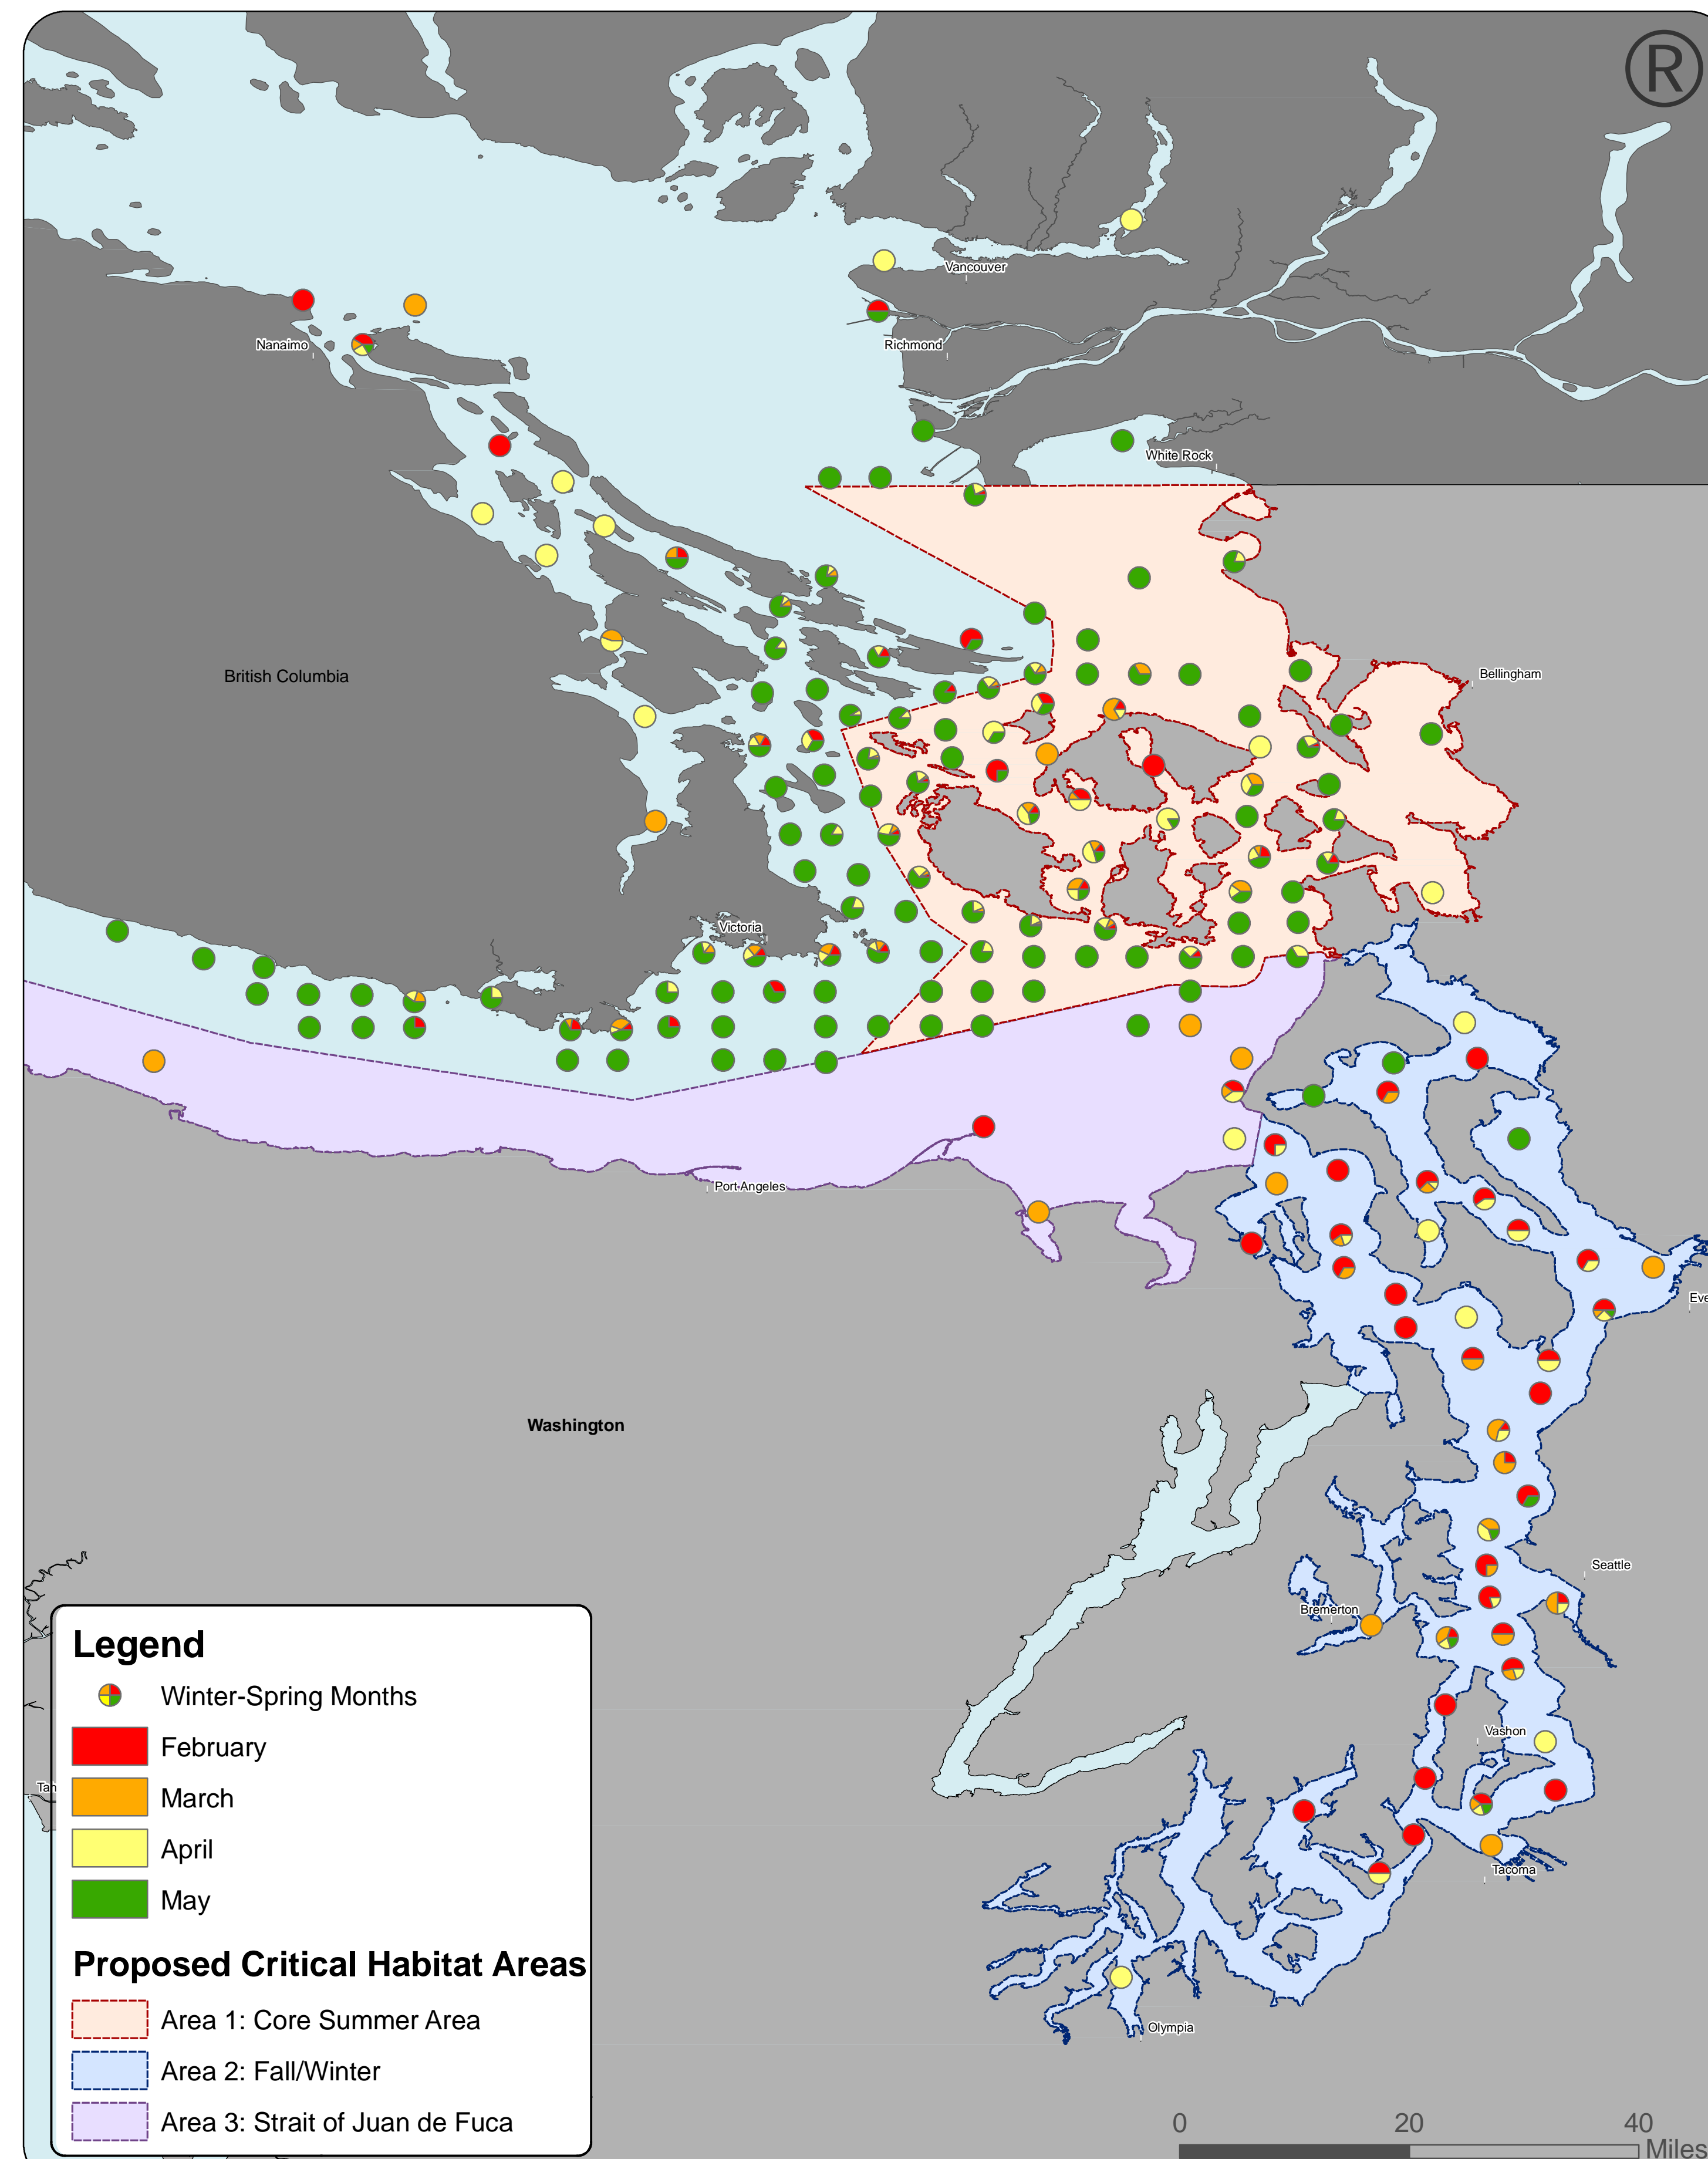 ®
Vancouver
Nanaimo
Richmond
White Rock
British Columbia
Bellingham
Victoria
Port Angeles
Washington
Seattle
Bremerton
Vashon
Tacoma
Olympia
Legend
Winter-Spring Months
February
March
April
May
Proposed Critical Habitat Areas
Area 1: Core Summer Area
Area 2: Fall/Winter
Area 3: Strait of Juan de Fuca
0 20 40
Miles